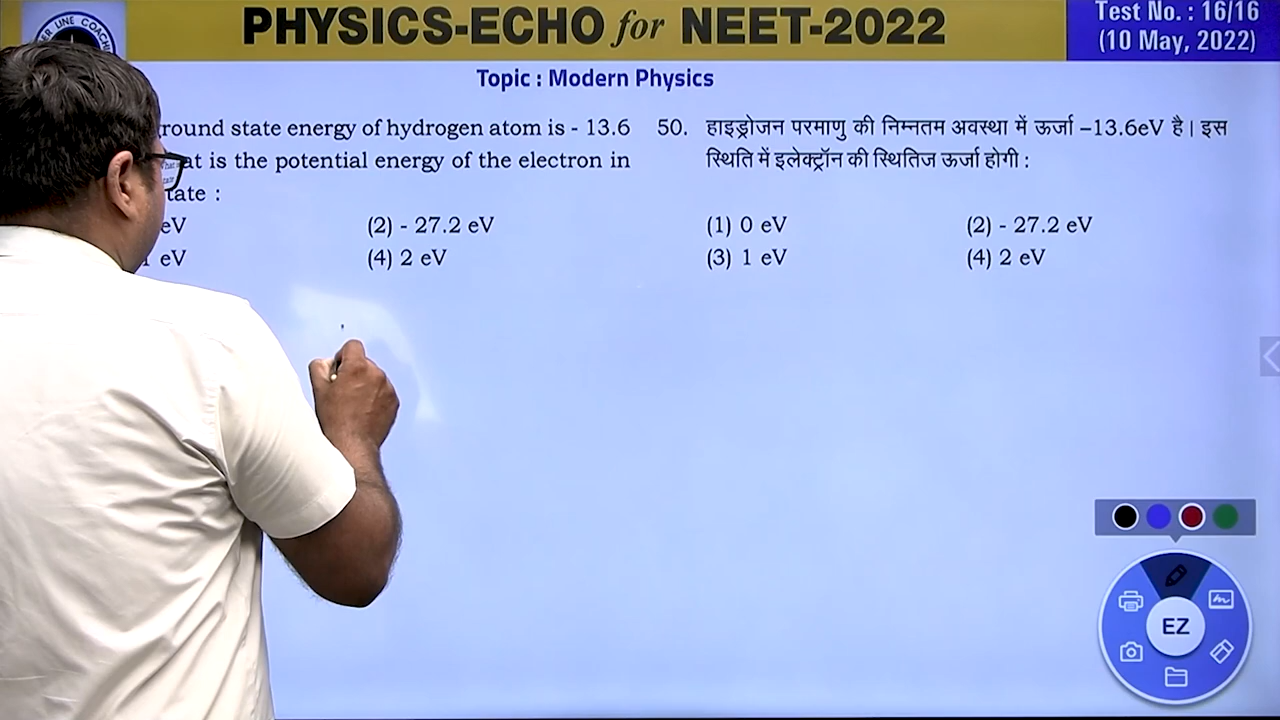 LINE COACHI
PHYSICS-ECHO for NEET-2022
Test No. : 16/16
(10 May, 2022)
Topic : Modern Physics
round state energy of hydrogen atom is - 13.6
at is the potential energy of the electron in
tate :
eV
(2) - 27.2 eV
1 eV
(4) 2 eV
50. हाइड्रोजन परमाणु की निम्नतम अवस्था में ऊर्जा –13.6eV है। इस
स्थिति में इलेक्ट्रॉन की स्थितिज ऊर्जा होगी :
(1) 0 eV
(2) - 27.2 eV
(3) 1 eV
(4) 2 eV
EZ